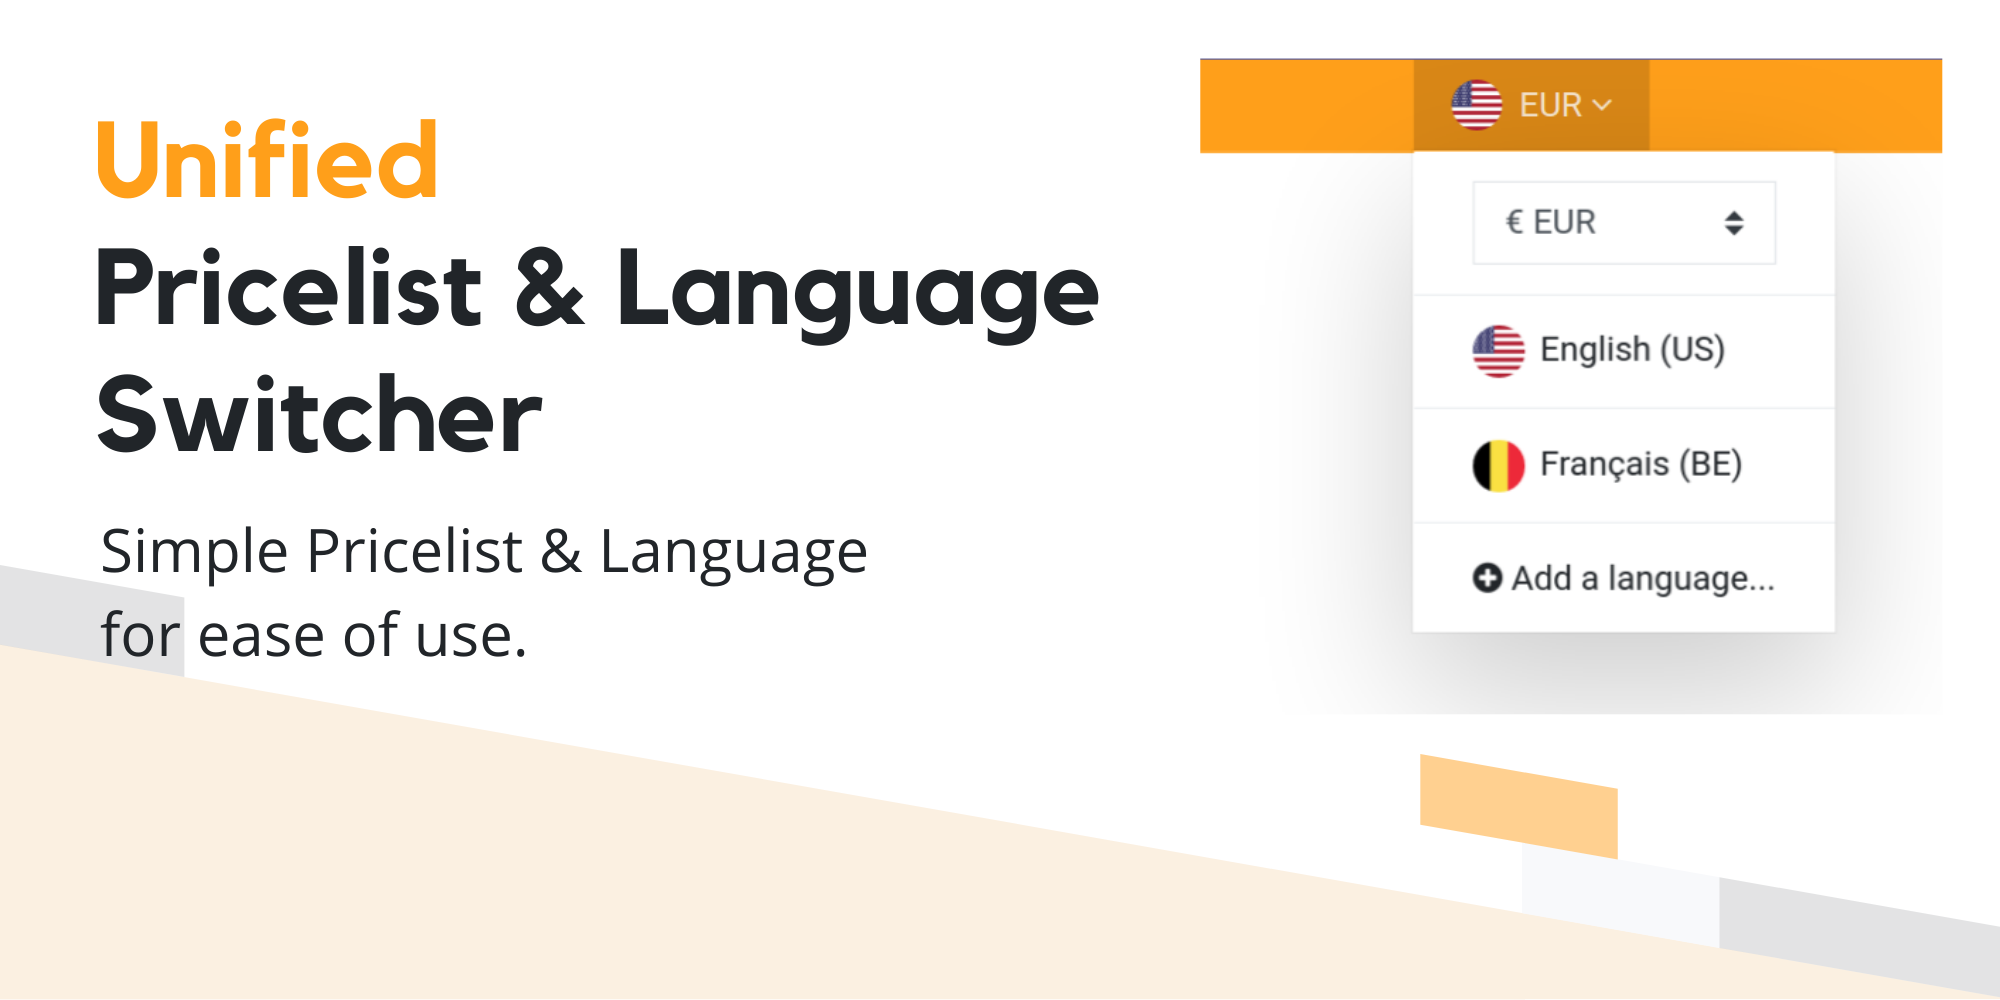 Unified
Pricelist & Language
Switcher
Simple Pricelist & Language
for ease of use.
EUR
€ EUR
English (US)
Français (BE)
Add a language...